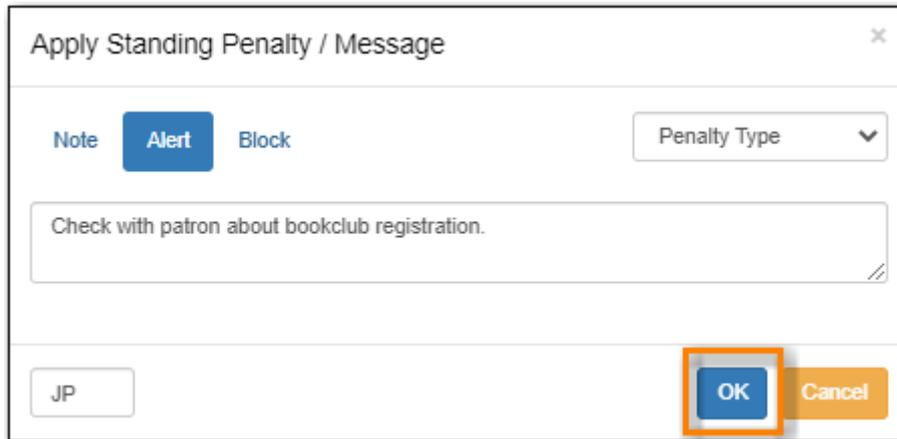 Apply Standing Penalty / Message ×
Note Alert Block Penalty Type
Check with patron about bookclub registration.
JP OK Cancel